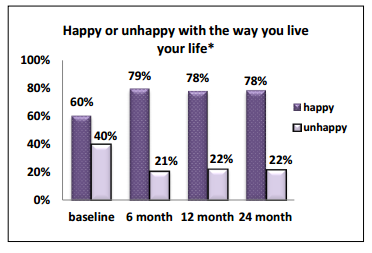 Happy or unhappy with the way you live
your life*
100%
80%
60%
40%
20%
0%
60%
40%
79%
21%
78%
22%
78%
22%
baseline 6 month 12 month 24 month
happy
unhappy